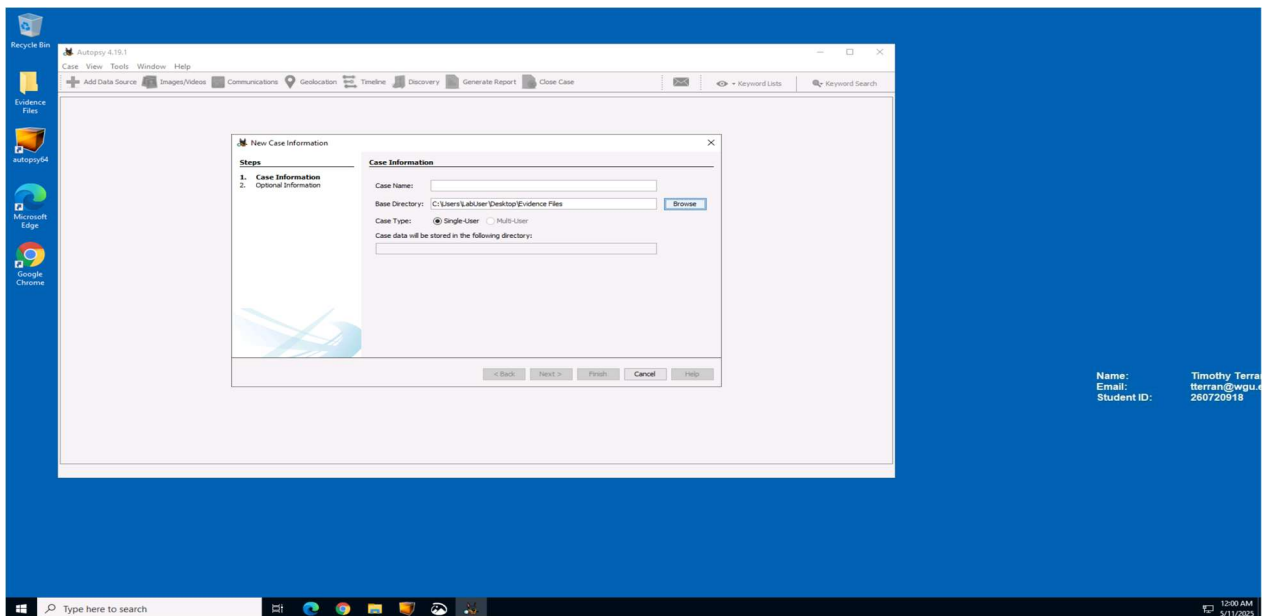 Recycle Bin
Evidence
Files
autopsy64
Microsoft
Edge
Google
Chrome
Autopsy 4.19.1
Case View Tools Window Help
Add Data Source Images/Videos Communications Geolocation Timeline Discovery Generate Report Close Case Keyword Lists Keyword Search
New Case Information
Steps
1. Case Information
2. Optional Information
Case Information
Case Name:
Base Directory: C:\Users\LabUser\Desktop\Evidence Files Browse
Case Type: Single-User Multi-User
Case data will be stored in the following directory:
< Back Next > Finish Cancel Help
Name: Timothy Terra
Email: tterran@wgu.e
Student ID: 260720918
Type here to search
12:00 AM
5/11/2025